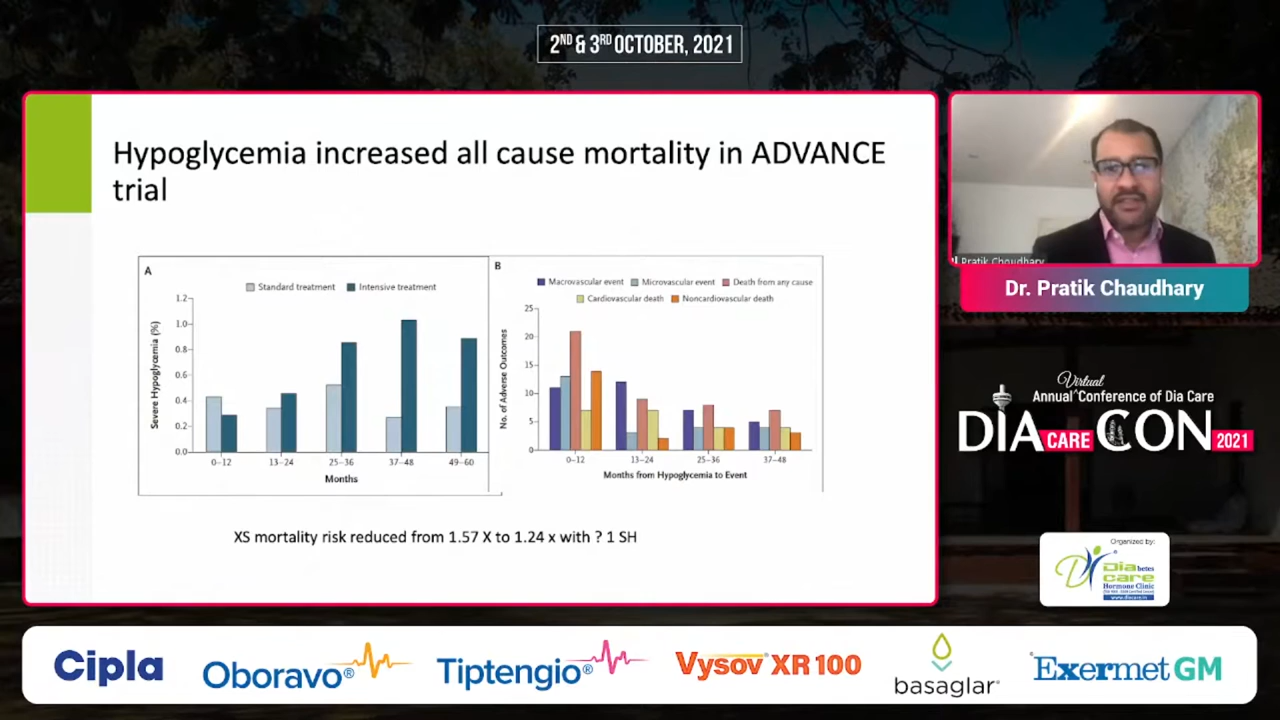 2ND & 3RD OCTOBER, 2021
Hypoglycemia increased all cause mortality in ADVANCE
trial
A
Standard treatment
Intensive treatment
Severe Hypoglycemia (%)
1.2
1.0
0.8
0.6
0.4
0.2
0.0
0–12
13–24
25–36
37–48
49–60
Months
B
Macrovascular event
Microvascular event
Death from any cause
Cardiovascular death
Noncardiovascular death
No. of Adverse Outcomes
25
20
15
10
5
0
0–12
13–24
25–36
37–48
Months from Hypoglycemia to Event
XS mortality risk reduced from 1.57 X to 1.24 x with ? 1 SH
Pratik Choudhary
Dr. Pratik Chaudhary
Virtual
Annual ^ Conference of Dia Care
DIA CARE CON 2021
Organized by:
Diabetes
care
Hormone Clinic
Cipla
Oboravo®
Tiptengio®
Vysov® XR 100
basaglar®
Exermet GM